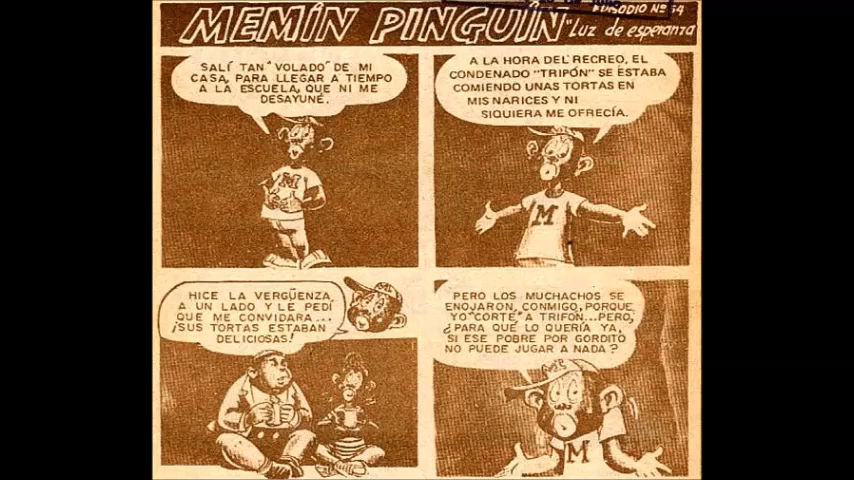 MEMÍN PINGUÍN
EPISODIO Nº 54
"Luz de esperanza
SALÍ TAN "VOLADO" DE MI
CASA, PARA LLEGAR A TIEMPO
A LA ESCUELA, QUE NI ME
DESAYUNÉ.
A LA HORA DEL RECREO, EL
CONDENADO "TRIPÓN" SE ESTABA
COMIENDO UNAS TORTAS EN
MIS NARICES Y NI
SIQUIERA ME OFRECÍA.
HICE LA VERGÜENZA,
A UN LADO Y LE PEDÍ
QUE ME CONVIDARA...
¡SUS TORTAS ESTABAN
DELICIOSAS!
PERO LOS MUCHACHOS SE
ENOJARON, CONMIGO, PORQUE,
YO "CORTÉ" A TRIFÓN...PERO,
¿PARA QUÉ LO QUERÍA YA,
SI ESE POBRE POR GORDITO
NO PUEDE JUGAR A NADA?
M
M
M